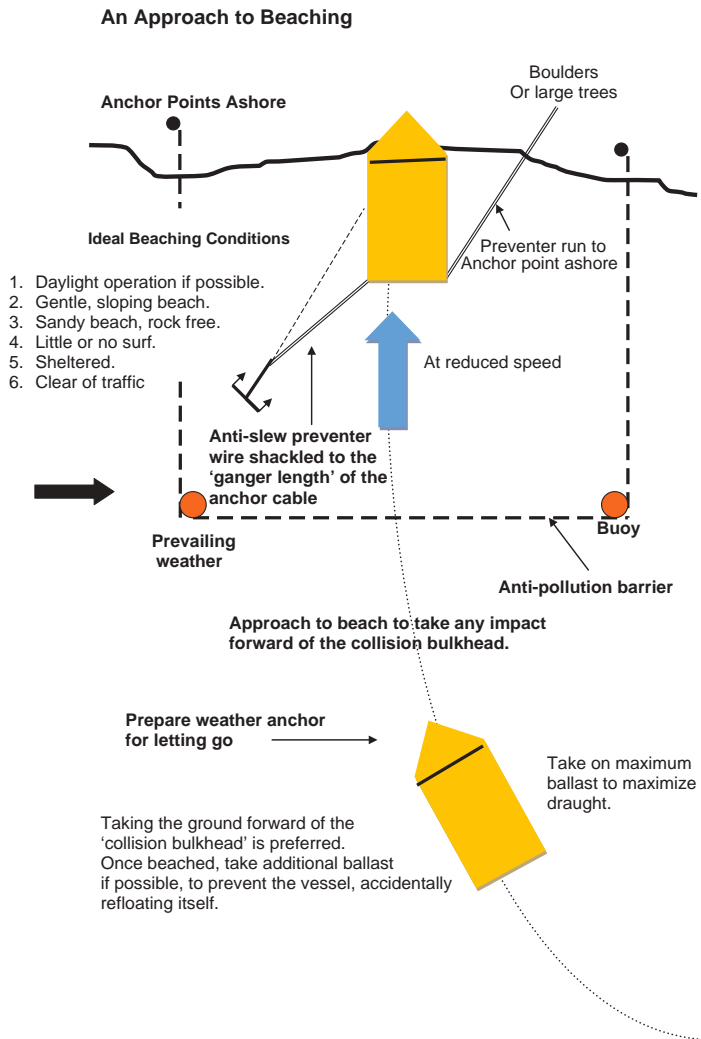 An Approach to Beaching
Boulders
Or large trees
Anchor Points Ashore
Ideal Beaching Conditions
Preventer run to
Anchor point ashore
1. Daylight operation if possible.
2. Gentle, sloping beach.
3. Sandy beach, rock free.
4. Little or no surf.
5. Sheltered.
6. Clear of traffic
At reduced speed
Anti-slew preventer
wire shackled to the
‘ganger length’ of the
anchor cable
Prevailing
weather
Buoy
Anti-pollution barrier
Approach to beach to take any impact
forward of the collision bulkhead.
Prepare weather anchor
for letting go
Take on maximum
ballast to maximize
draught.
Taking the ground forward of the
‘collision bulkhead’ is preferred.
Once beached, take additional ballast
if possible, to prevent the vessel, accidentally
refloating itself.